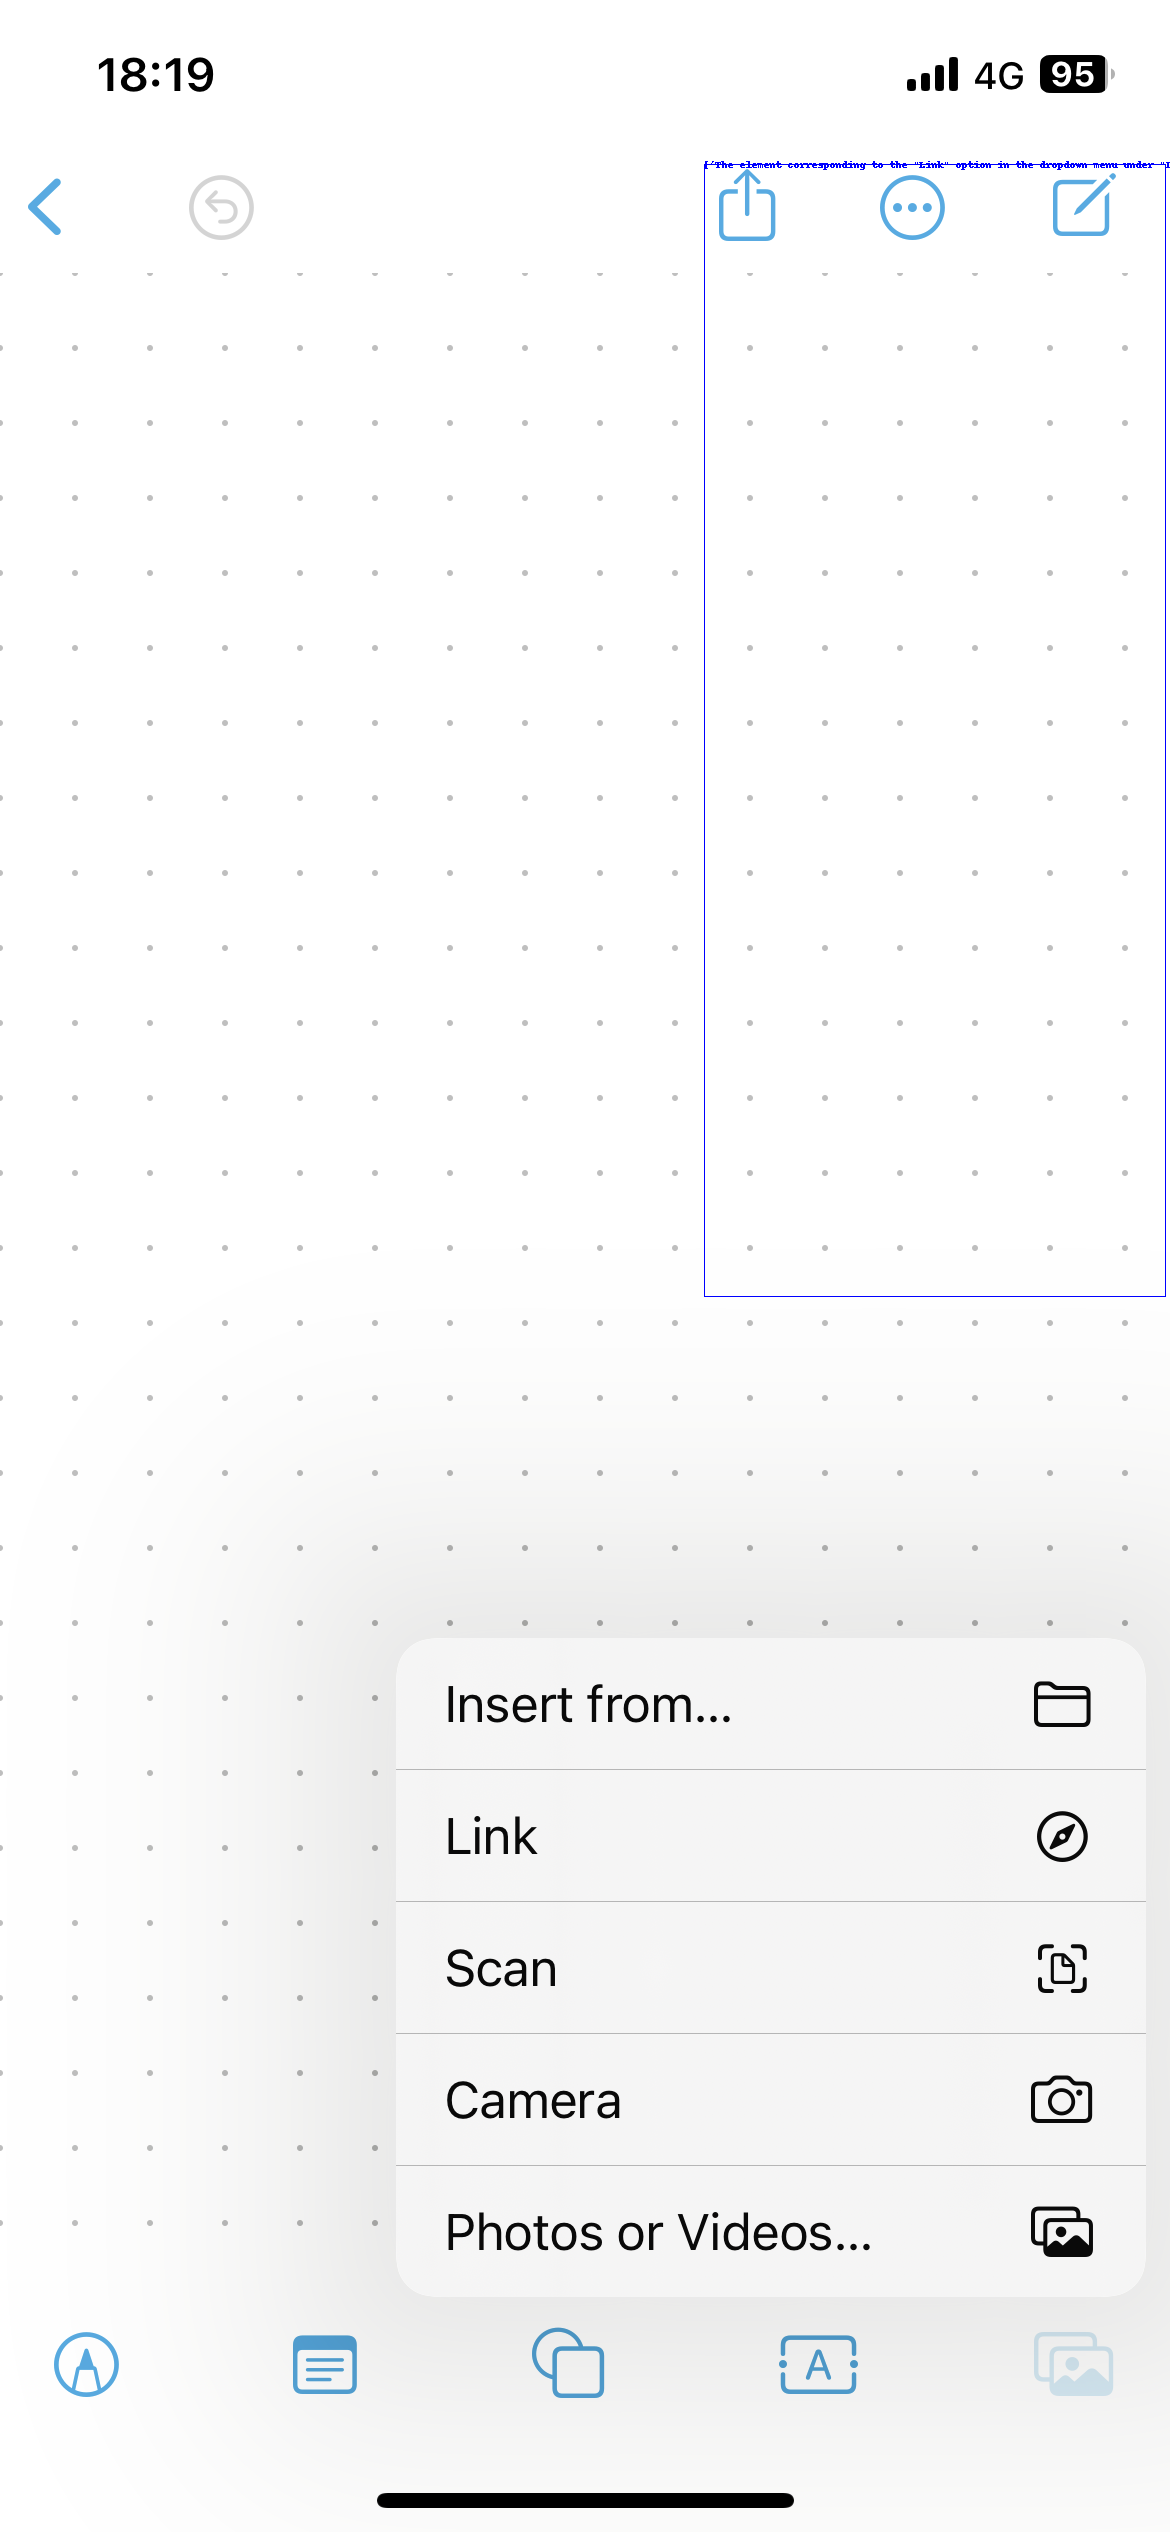 18:19 4G 95
['The element corresponding to the "Link" option in the dropdown menu under "I
Insert from...
Link
Scan
Camera
Photos or Videos...
A